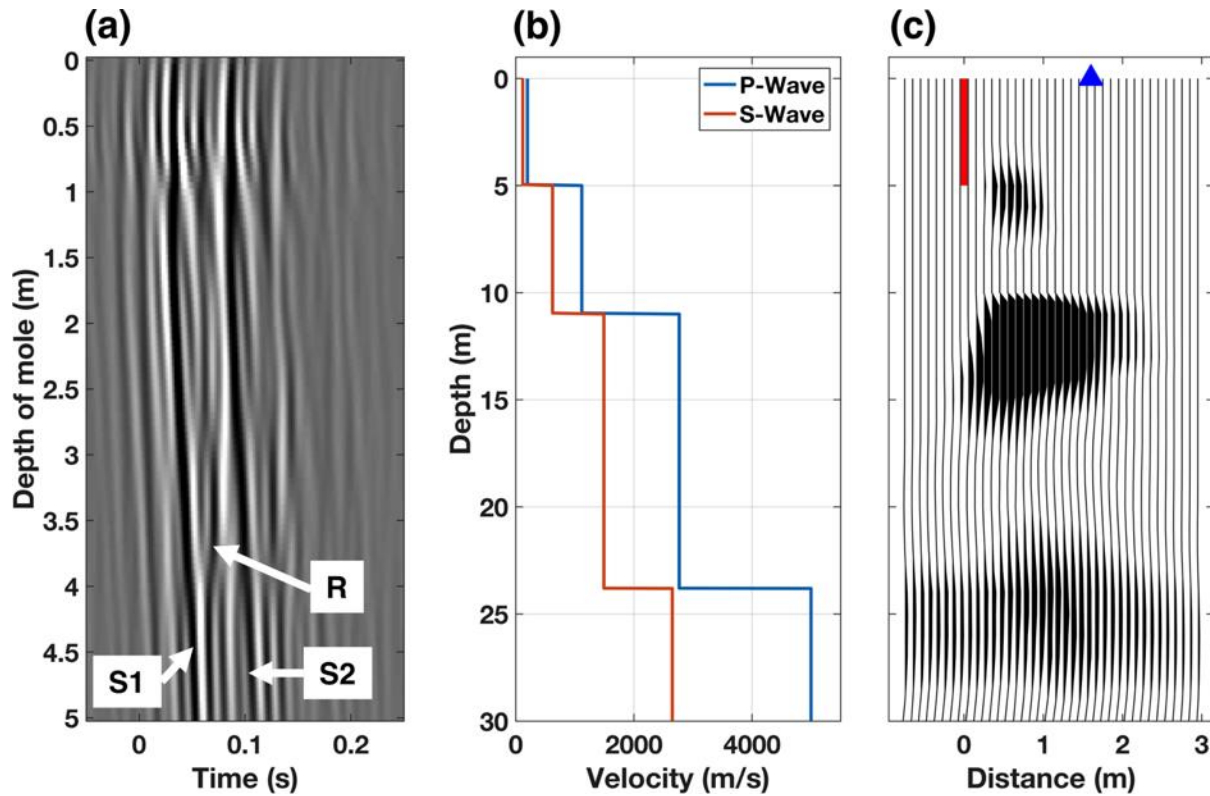 (a)
0
0.5
1
1.5
2
2.5
3
3.5
4
4.5
5
Depth of mole (m)
R
S1
S2
0 0.1 0.2
Time (s)
(b)
P-Wave
S-Wave
0
5
10
15
20
25
30
Depth (m)
0 2000 4000
Velocity (m/s)
(c)
0 1 2 3
Distance (m)